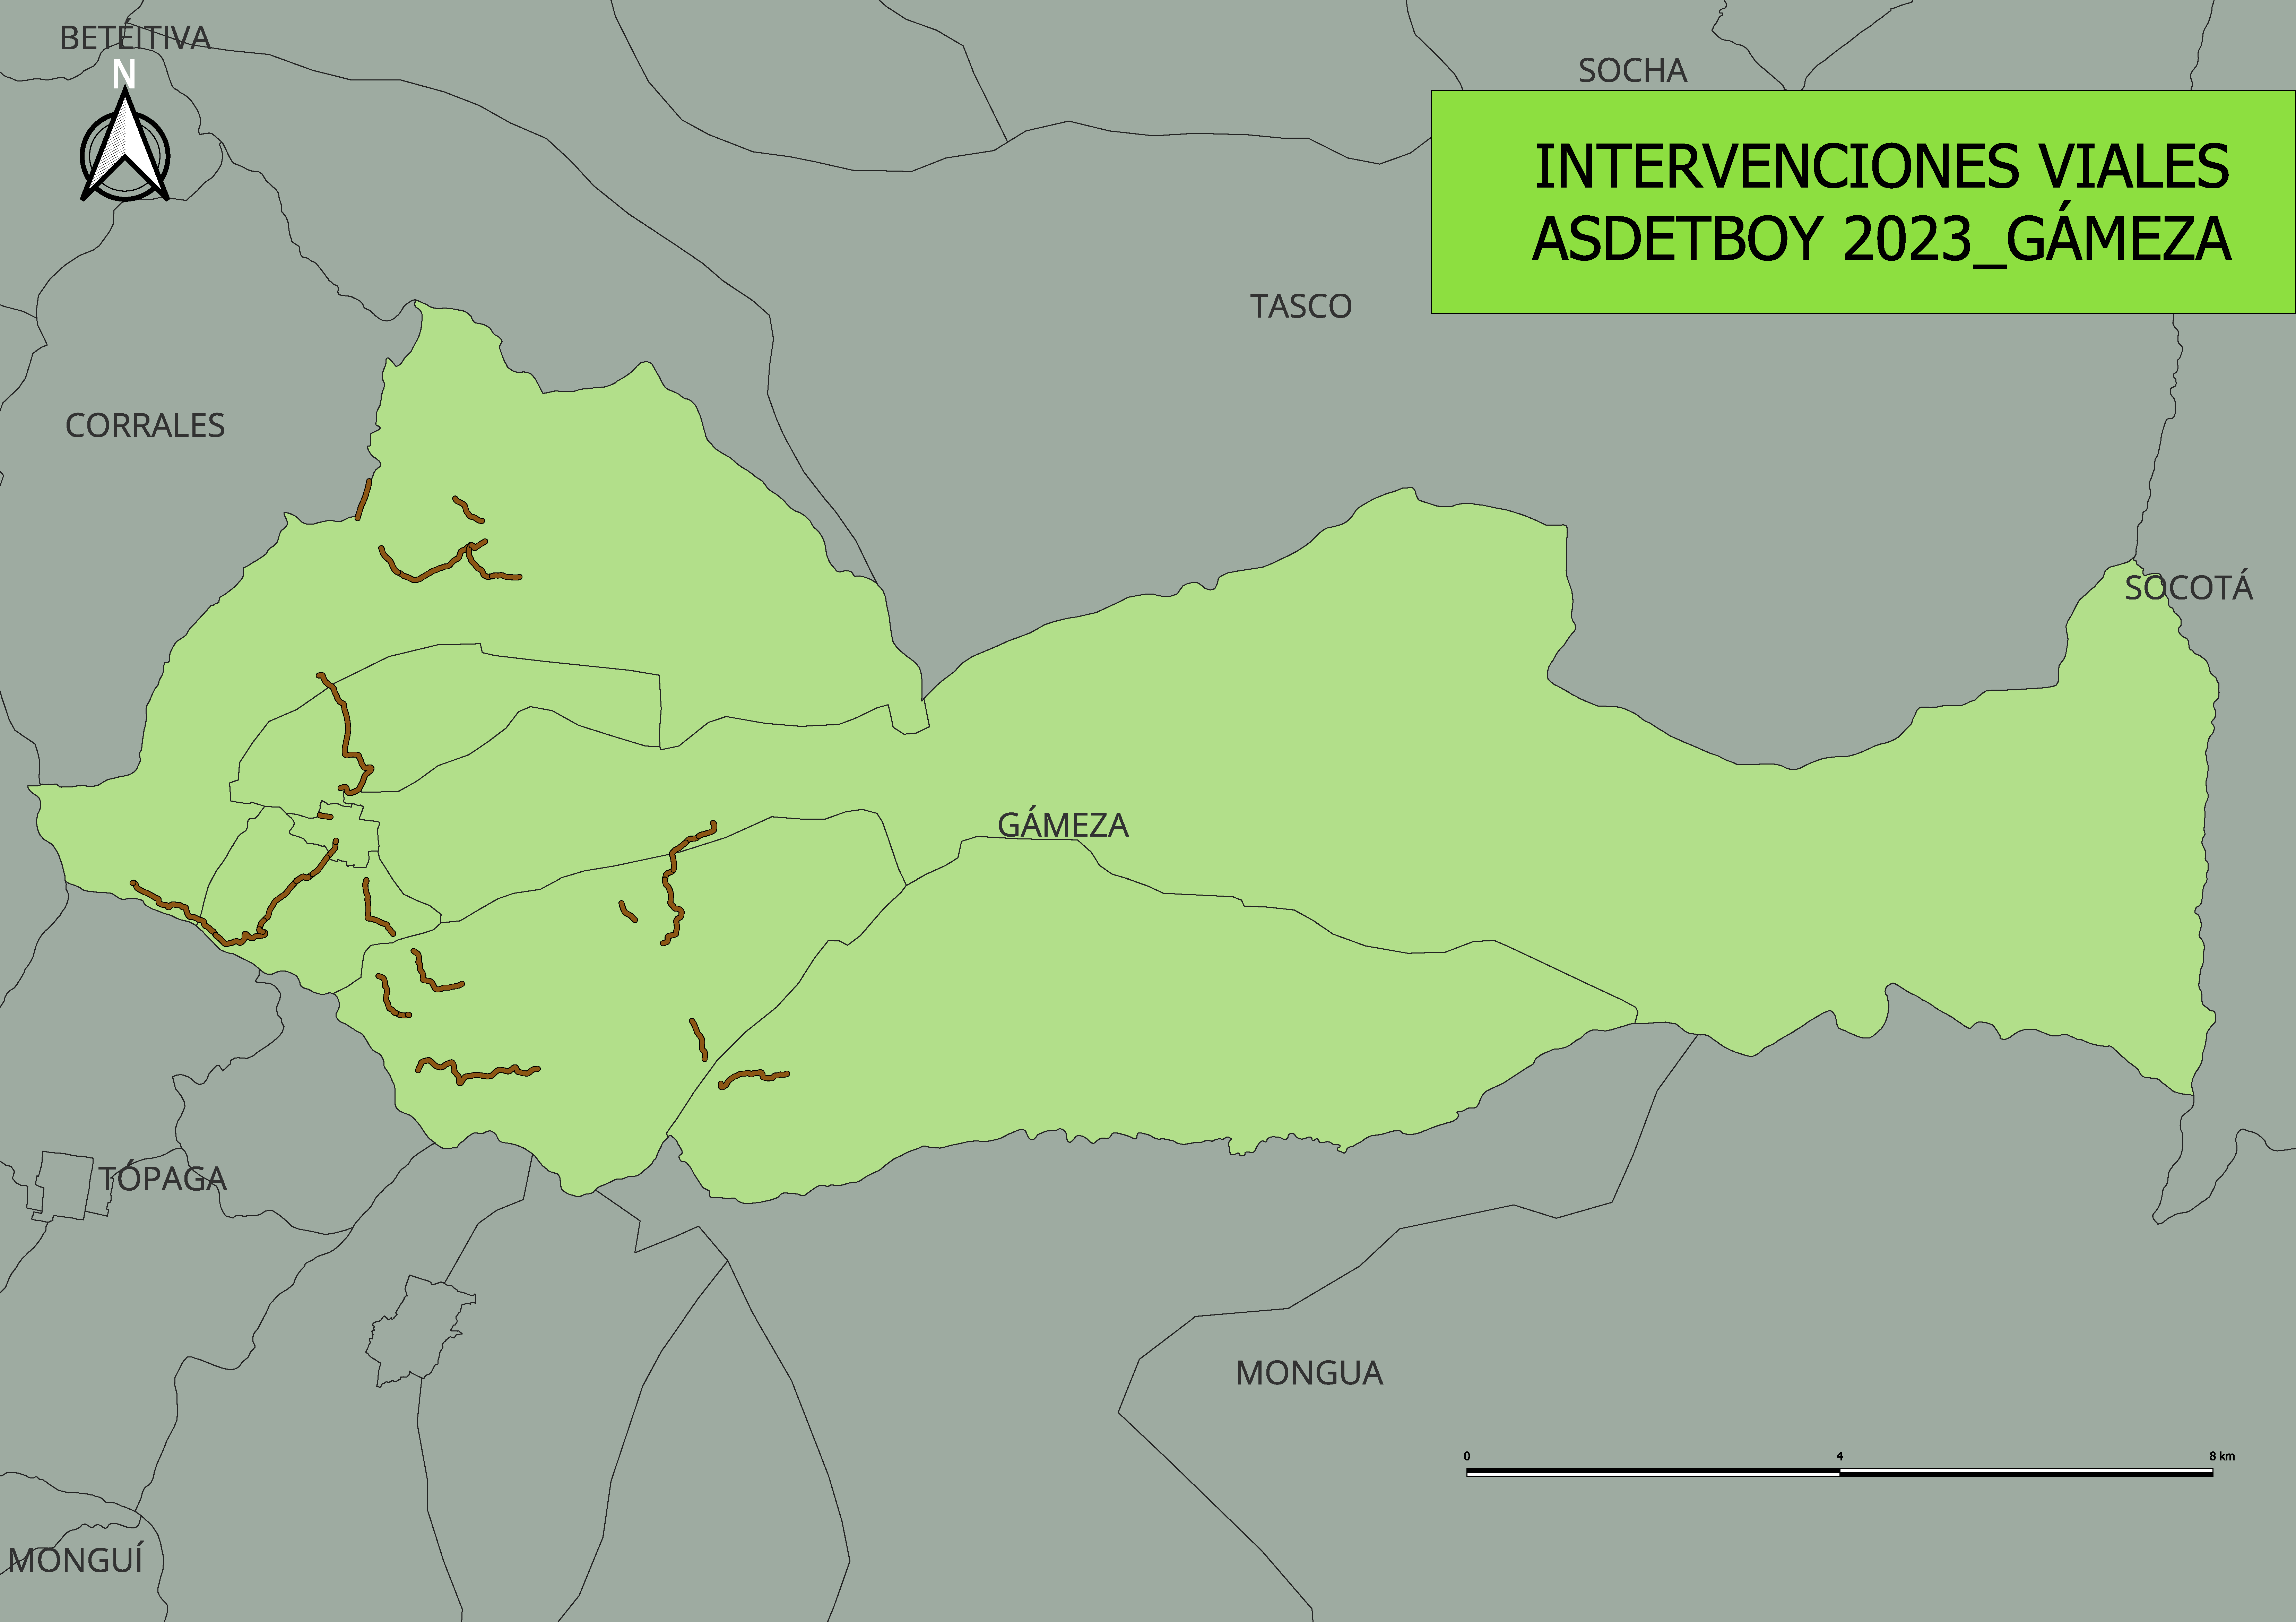 BETÉITIVA
N
SOCHA
INTERVENCIONES VIALES
ASDETBOY 2023_GÁMEZA
TASCO
CORRALES
SOCOTÁ
GÁMEZA
TÓPAGA
MONGUA
0 4 8 km
MONGUÍ